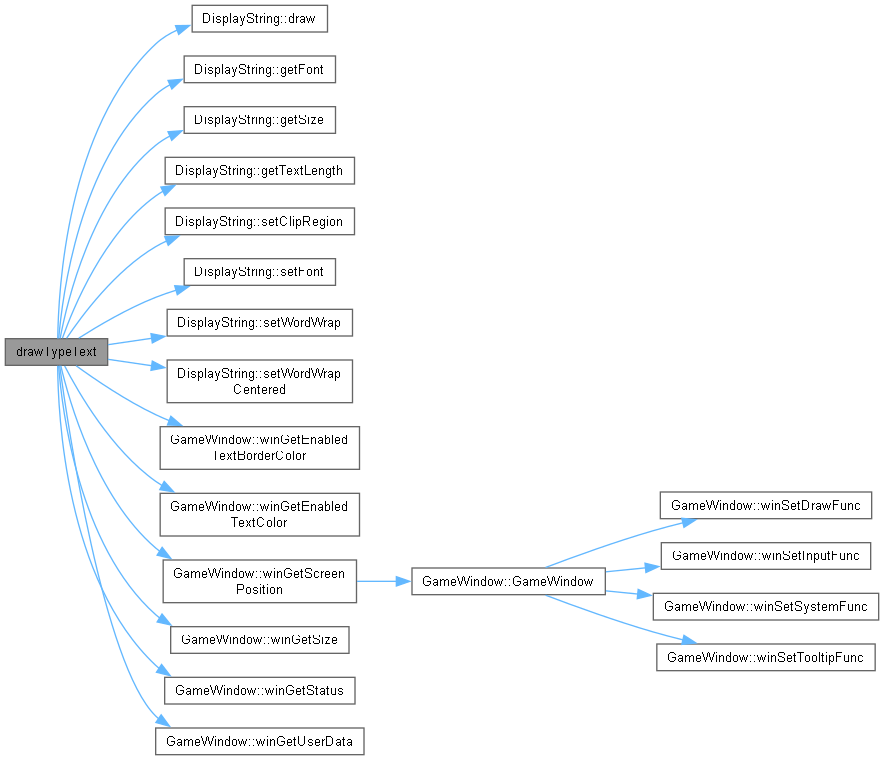 DisplayString::draw
DisplayString::getFont
DisplayString::getSize
DisplayString::getTextLength
DisplayString::setClipRegion
DisplayString::setFont
drawTypeText
DisplayString::setWordWrap
DisplayString::setWordWrap
Centered
GameWindow::winGetEnabled
TextBorderColor
GameWindow::winGetEnabled
TextColor
GameWindow::winGetScreen
Position
GameWindow::GameWindow
GameWindow::winSetDrawFunc
GameWindow::winSetInputFunc
GameWindow::winSetSystemFunc
GameWindow::winSetTooltipFunc
GameWindow::winGetSize
GameWindow::winGetStatus
GameWindow::winGetUserData